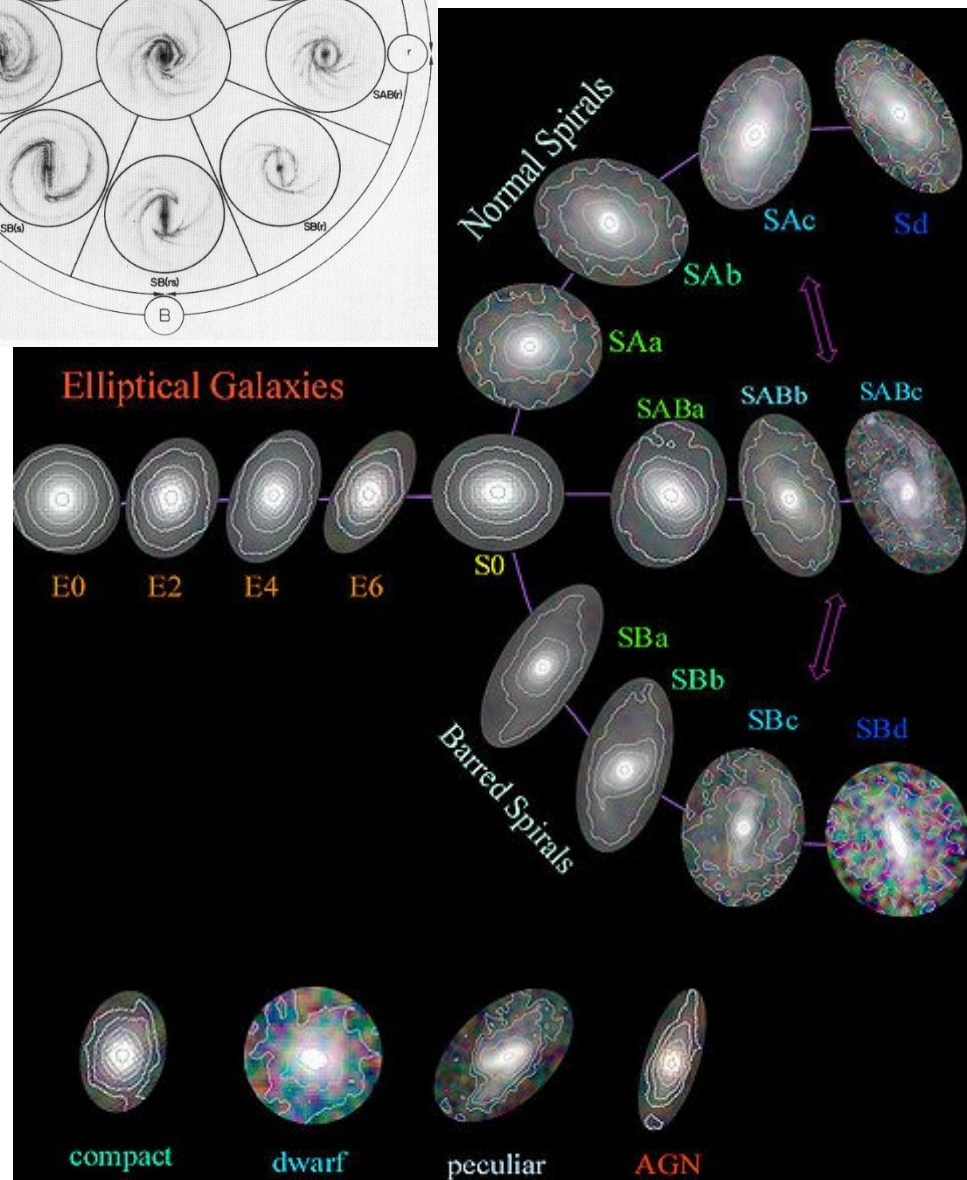 r
SAB(r)
SB(s)
SB(r)
SB(rs)
B
Normal Spirals
SAc
Sd
SAb
SAa
Elliptical Galaxies
SABa
SABb
SABc
E0
E2
E4
E6
S0
SBa
SBb
SBc
SBd
Barred Spirals
compact
dwarf
peculiar
AGN